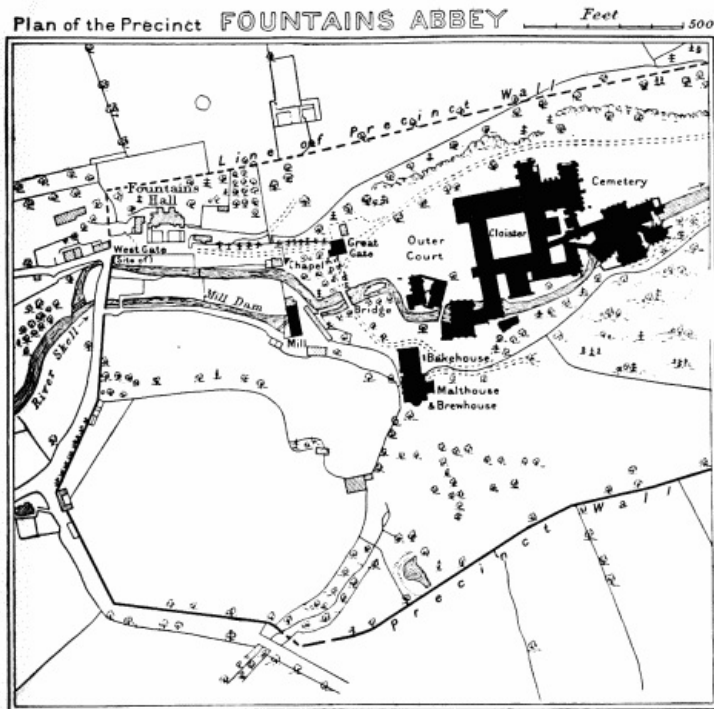 Plan of the Precinct FOUNTAINS ABBEY Feet 500
Line of Precinct Wall
Fountains
Hall
Cemetery
West Gate
(Site of)
Great
Gate
Outer
Court
Cloister
Chapel
Mill Dam
Bridge
River Skell
Mill
Bakehouse
Malthouse
& Brewhouse
Precinct Wall